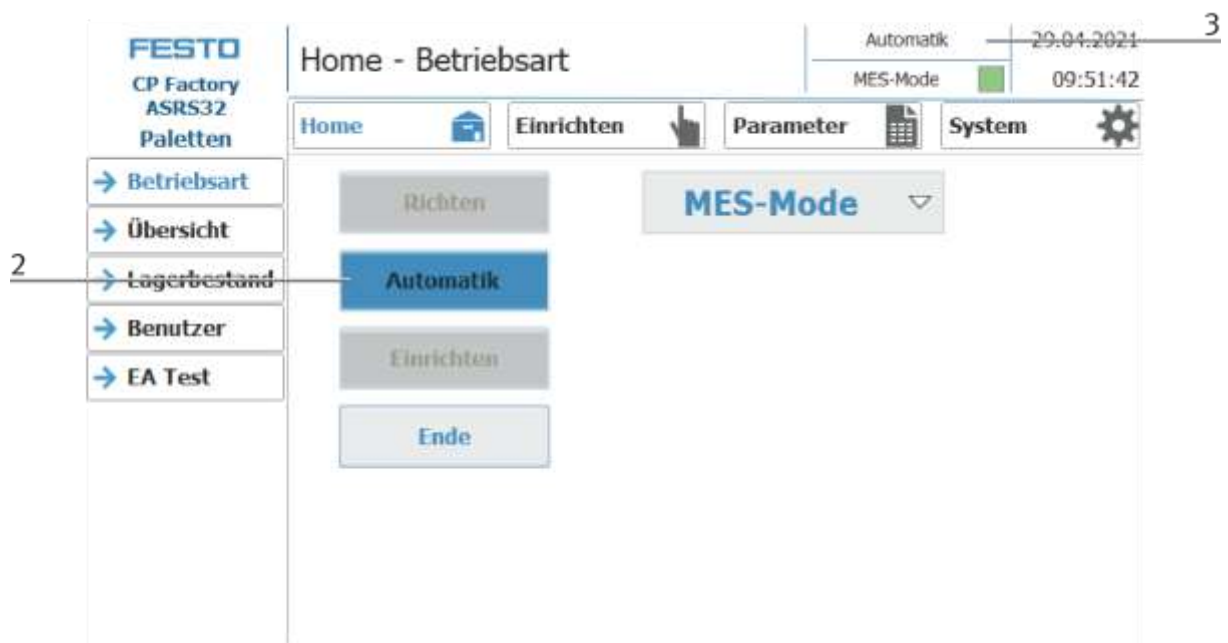 3
FESTO
CP Factory
ASRS32
Paletten
Home - Betriebsart
Automatik
29.04.2021
MES-Mode
09:51:42
Home
Einrichten
Parameter
System
Betriebsart
Übersicht
Lagerbestand
Benutzer
EA Test
2
Richten
MES-Mode
Automatik
Einrichten
Ende